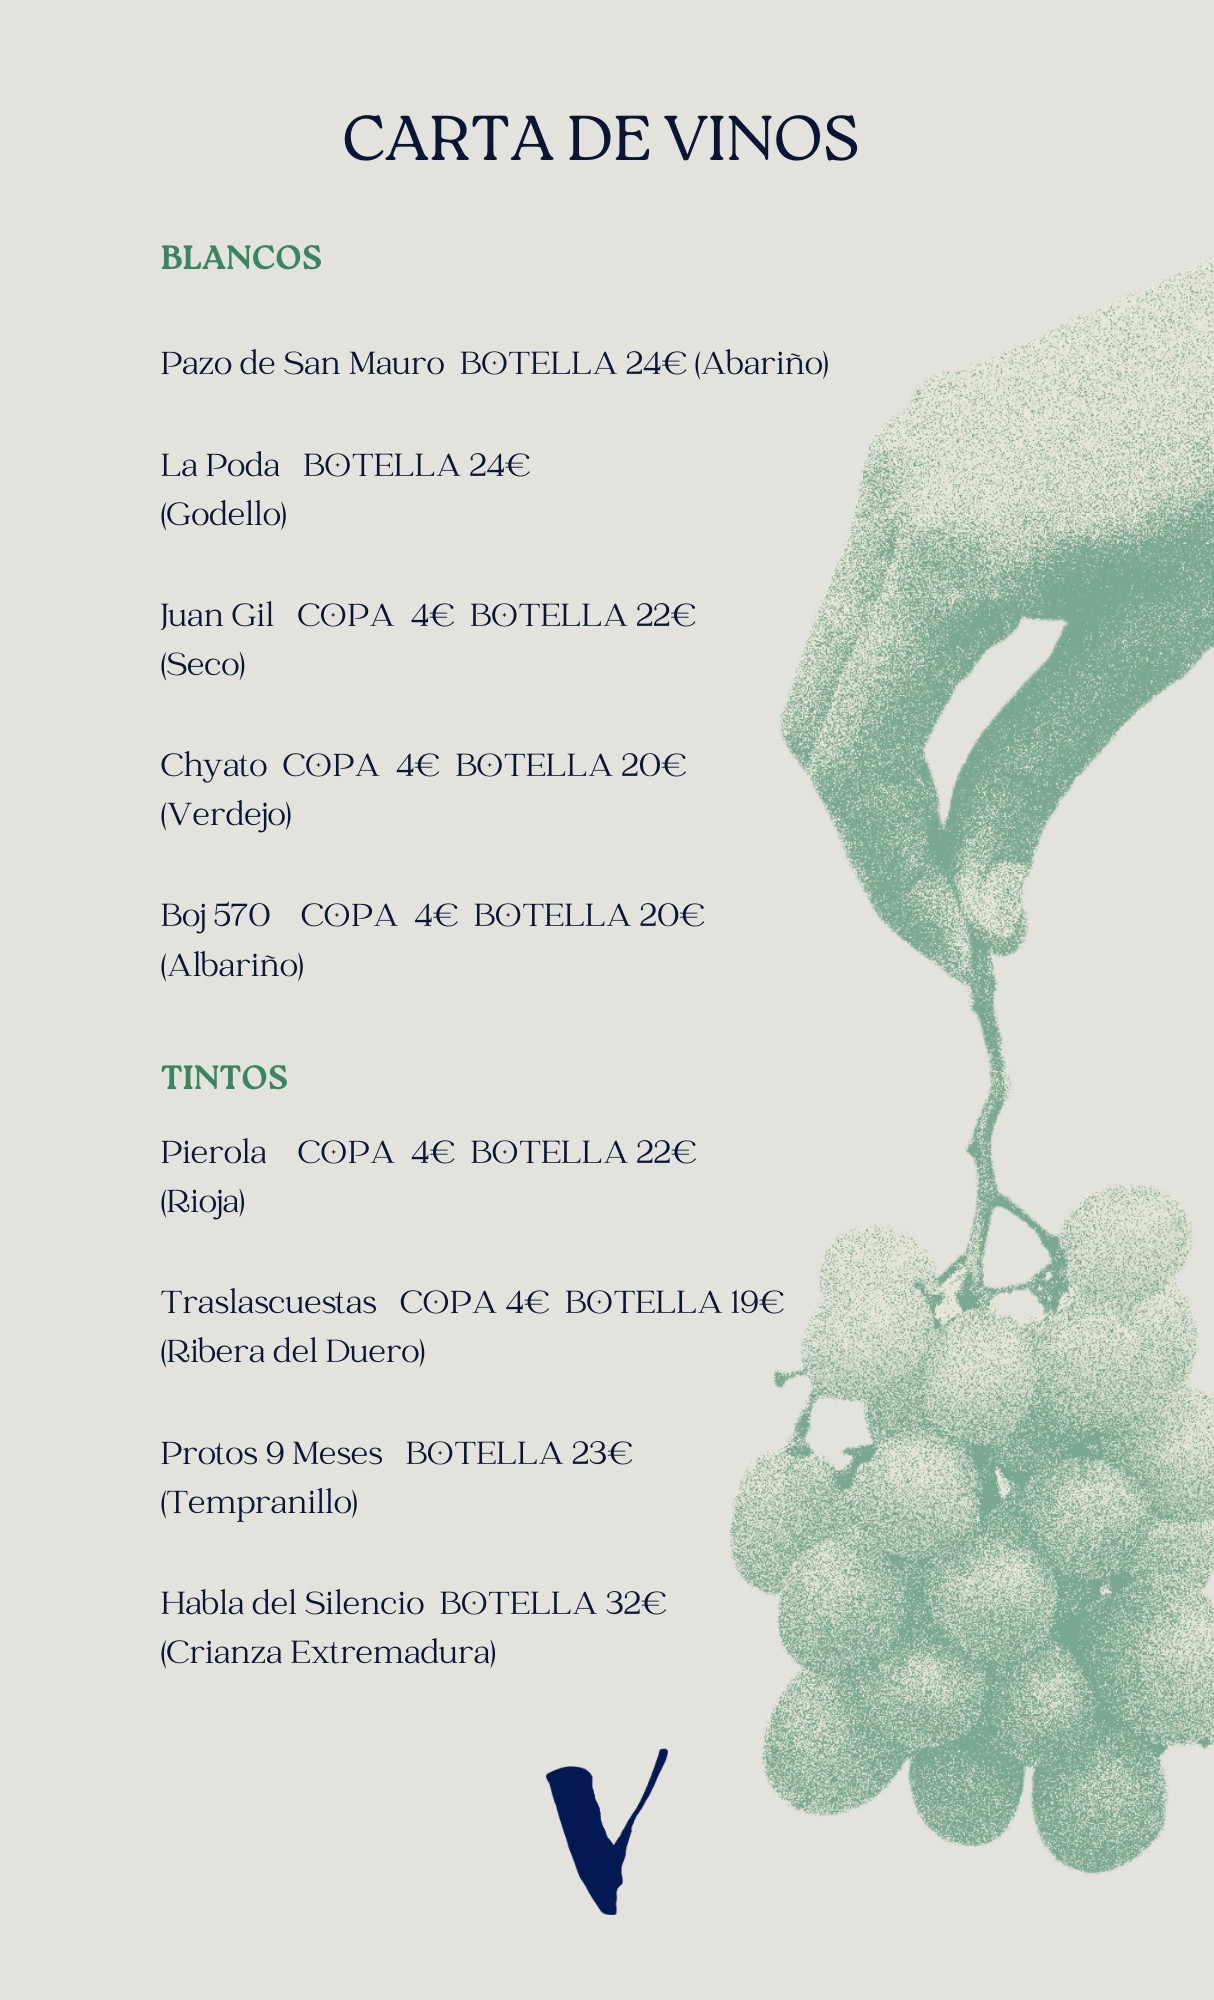 CARTA DE VINOS
BLANCOS
Pazo de San Mauro BOTELLA 24€ (Abariño)
La Poda BOTELLA 24€
(Godello)
Juan Gil COPA 4€ BOTELLA 22€
(Seco)
Chyato COPA 4€ BOTELLA 20€
(Verdejo)
Boj 570 COPA 4€ BOTELLA 20€
(Albariño)
TINTOS
Pierola COPA 4€ BOTELLA 22€
(Rioja)
Traslascuestas COPA 4€ BOTELLA 19€
(Ribera del Duero)
Protos 9 Meses BOTELLA 23€
(Tempranillo)
Habla del Silencio BOTELLA 32€
(Crianza Extremadura)
V